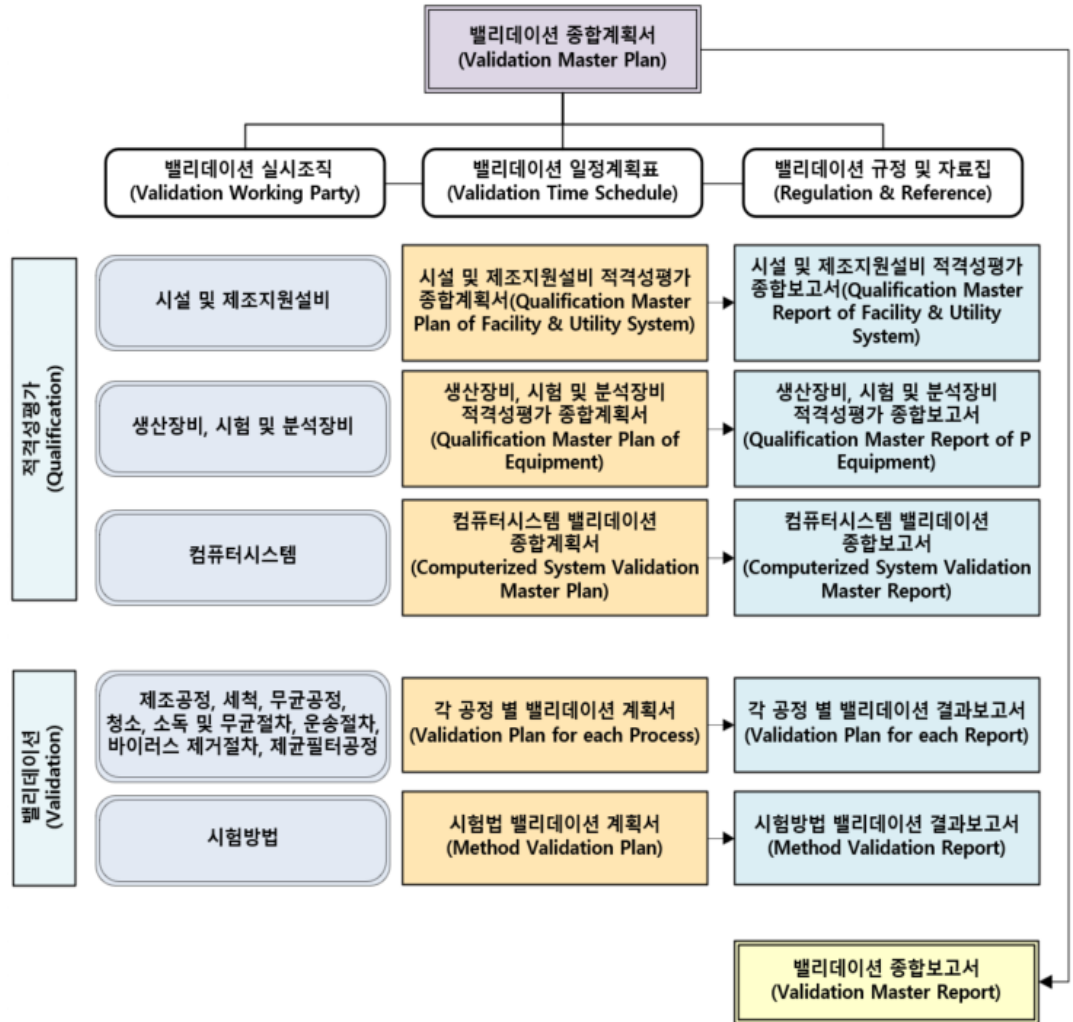 밸리데이션 종합계획서
(Validation Master Plan)
밸리데이션 실시조직
(Validation Working Party)
밸리데이션 일정계획표
(Validation Time Schedule)
밸리데이션 규정 및 자료집
(Regulation & Reference)
적격성평가
(Qualification)
시설 및 제조지원설비
시설 및 제조지원설비 적격성평가
종합계획서(Qualification Master
Plan of Facility & Utility System)
시설 및 제조지원설비 적격성평가
종합보고서(Qualification Master
Report of Facility & Utility
System)
생산장비, 시험 및 분석장비
생산장비, 시험 및 분석장비
적격성평가 종합계획서
(Qualification Master Plan of
Equipment)
생산장비, 시험 및 분석장비
적격성평가 종합보고서
(Qualification Master Report of P
Equipment)
컴퓨터시스템
컴퓨터시스템 밸리데이션
종합계획서
(Computerized System Validation
Master Plan)
컴퓨터시스템 밸리데이션
종합보고서
(Computerized System Validation
Master Report)
밸리데이션
(Validation)
제조공정, 세척, 무균공정,
청소, 소독 및 무균절차, 운송절차,
바이러스 제거절차, 제균필터공정
각 공정 별 밸리데이션 계획서
(Validation Plan for each Process)
각 공정 별 밸리데이션 결과보고서
(Validation Plan for each Report)
시험방법
시험법 밸리데이션 계획서
(Method Validation Plan)
시험방법 밸리데이션 결과보고서
(Method Validation Report)
밸리데이션 종합보고서
(Validation Master Report)